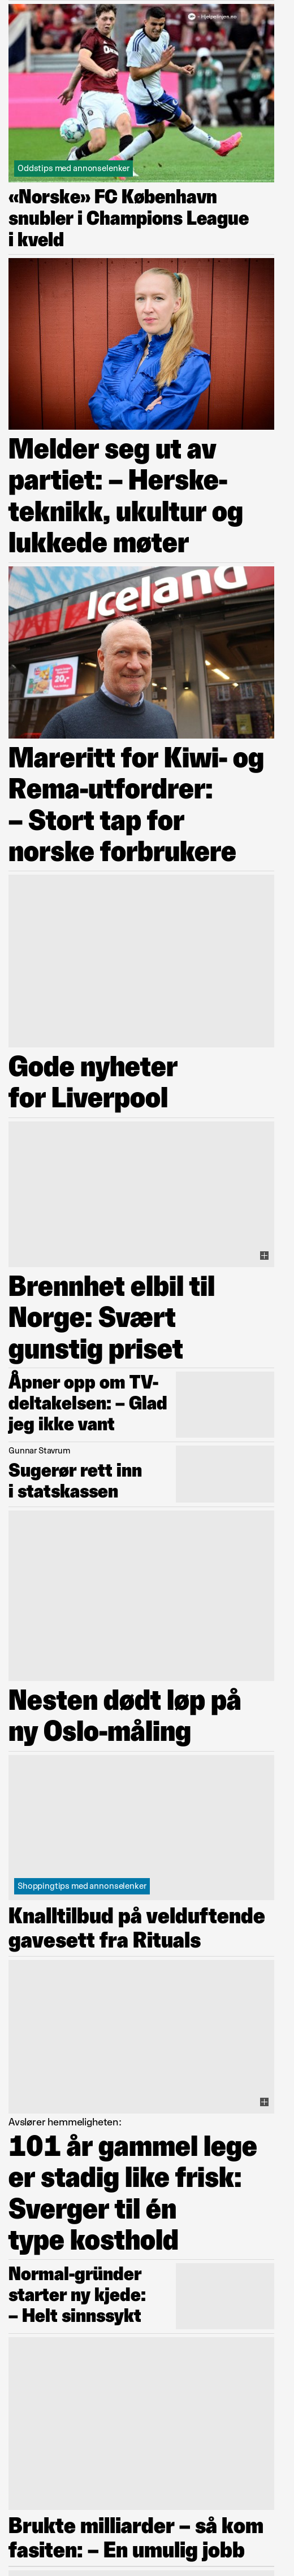 + Hjelpelinjen.no
Oddstips med annonselenker
«Norske» FC København
snubler i Champions League
i kveld
Iceland
20,-
Melder seg ut av
partiet: – Herske-
teknikk, ukultur og
lukkede møter
Mareritt for Kiwi- og
Rema-utfordrer:
– Stort tap for
norske forbrukere
Gode nyheter
for Liverpool
Brennhet elbil til
Norge: Svært
gunstig priset
Åpner opp om TV-
deltakelsen: – Glad
jeg ikke vant
Gunnar Stavrum
Sugerør rett inn
i statskassen
Nesten dødt løp på
ny Oslo-måling
Shoppingtips med annonselenker
Knalltilbud på velduftende
gavesett fra Rituals
Avslører hemmeligheten:
101 år gammel lege
er stadig like frisk:
Sverger til én
type kosthold
Normal-gründer
starter ny kjede:
– Helt sinnssykt
Brukte milliarder – så kom
fasiten: – En umulig jobb